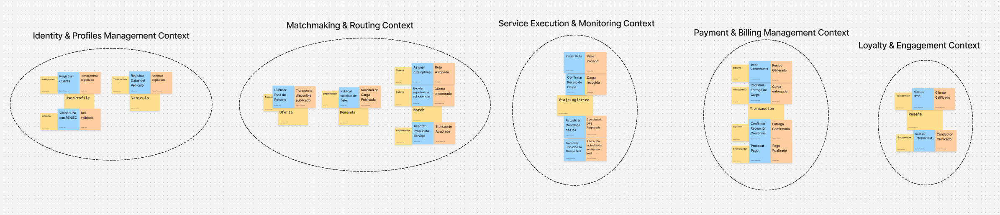 Identity & Profiles Management Context
Transportista
Registrar
Cuenta
Transportista
registrado
UserProfile
Systema
Validar DNI
con RENIEC
Dni
validado
Transportista
Registrar
Datos del
Vehiculo
Vehiculo
registrado
Vehiculo
Matchmaking & Routing Context
Publicar
Ruta de
Retorno
Transporte
disponible
publicado
Oferta
Emprendedor
Publicar
solicitud de
flete
Solicitud de
Carga
Publicada
Demanda
Sistema
Asignar
ruta optima
Ruta
Asignada
Sistema
Ejecutar
algoritmo de
coincidencias
Cliente
encontrado
Match
Emprendedor
Aceptar
Propuesta
de viaje
Transporte
Aceptado
Service Execution & Monitoring Context
Iniciar Ruta
Viaje
iniciado
Confirmar
Recojo de
Carga
Carga
recogida
ViajeLogistico
Actualizar
Coordena
das IoT
Coordenada
GPS
Registrada
Transmitir
Ubicación en
Tiempo Real
Ubicación
actualizada
en tiempo
real
Payment & Billing Management Context
Sistema
Emitir
Comprobante
Recibo
Generado
Transportista
Registrar
Entrega de
Carga
Carga
entregada
Transacción
Emprendedor
Confirmar
Recepción
Conforme
Entrega
Confirmada
Emprendedor
Procesar
Pago
Pago
Realizado
Loyalty & Engagement Context
Transportista
Calificar
MYPE
Cliente
Calificado
Reseña
Emprendedor
Calificar
Transportista
Conductor
Calificado